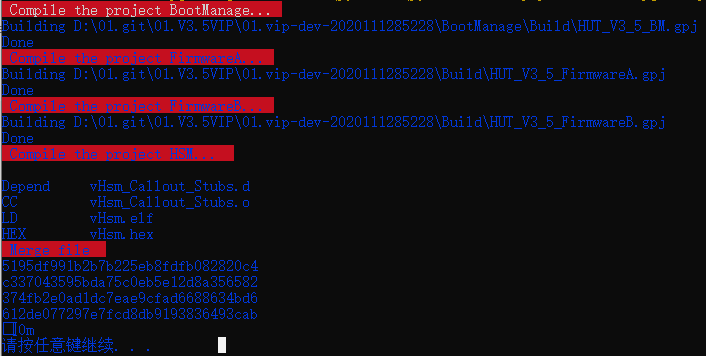 Compile the project BootManage...
Building D:\01.git\01.V3.5VIP\01.vip-dev-2020111285228\BootManage\Build\HUT_V3_5_BM.gpj
Done
Compile the project FirmwareA...
Building D:\01.git\01.V3.5VIP\01.vip-dev-2020111285228\Build\HUT_V3_5_FirmwareA.gpj
Done
Compile the project FirmwareB...
Building D:\01.git\01.V3.5VIP\01.vip-dev-2020111285228\Build\HUT_V3_5_FirmwareB.gpj
Done
Compile the project HSM...
Depend vHsm_Callout_Stubs.d
CC vHsm_Callout_Stubs.o
LD vHsm.elf
HEX vHsm.hex
Merge file
5195df991b2b7b225eb8fdfb082820c4
c337043595bda75c0eb5e12d8a356582
374fb2e0ad1dc7eae9cfad6688634bd6
612de077297e7fcd8db9193836493cab
[0m
请按任意键继续. . .